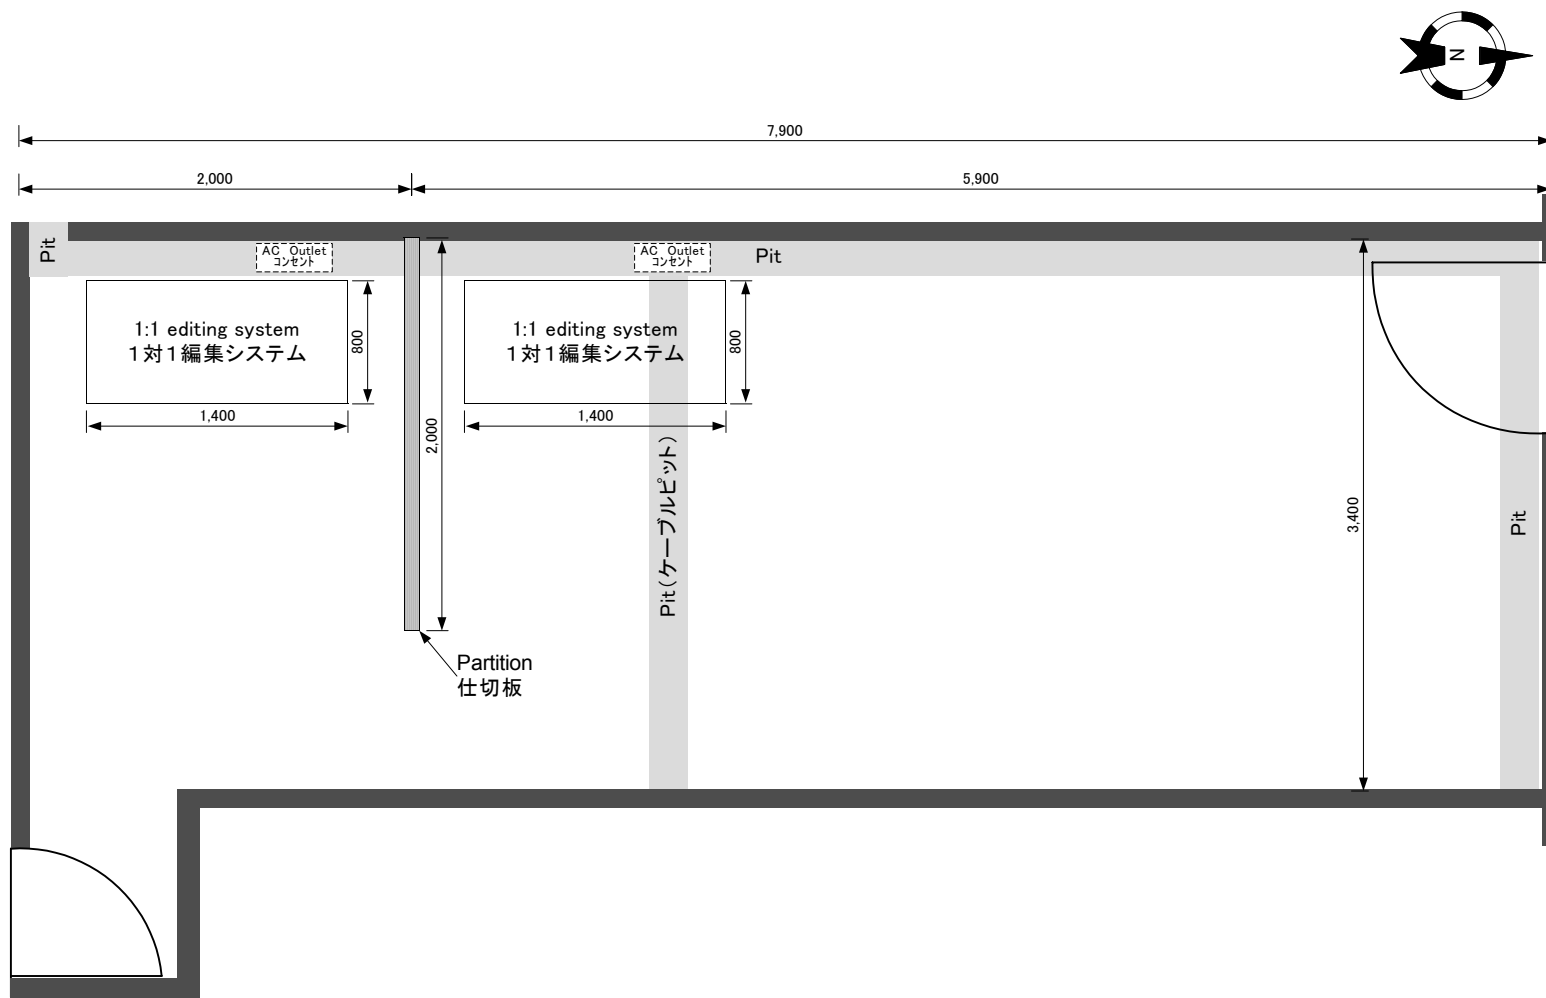 N
7,900
2,000
5,900
Pit
AC Outlet
コンセント
AC Outlet
コンセント
Pit
1:1 editing system
1対1編集システム
800
1:1 editing system
1対1編集システム
800
1,400
1,400
2,000
Pit(ケーブルピット)
3,400
Pit
Partition
仕切板